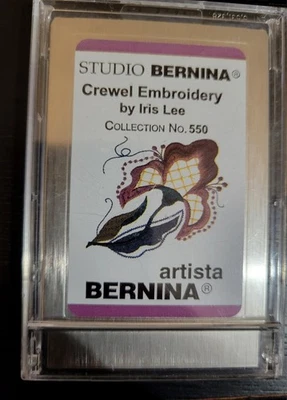 STUDIO BERNINA®
Crewel Embroidery
by Iris Lee
COLLECTION NO. 550
artista
BERNINA®